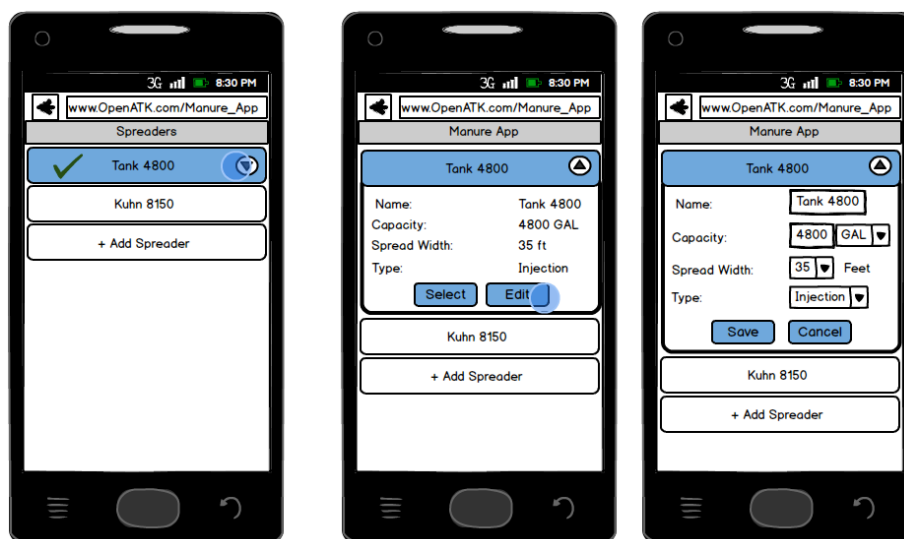 3G 8:30 PM
www.OpenATK.com/Manure_App
Spreaders
Tank 4800
Kuhn 8150
+ Add Spreader
3G 8:30 PM
www.OpenATK.com/Manure_App
Manure App
Tank 4800
Name: Tank 4800
Capacity: 4800 GAL
Spread Width: 35 ft
Type: Injection
Select Edit
Kuhn 8150
+ Add Spreader
3G 8:30 PM
www.OpenATK.com/Manure_App
Manure App
Tank 4800
Name: Tank 4800
Capacity: 4800 GAL
Spread Width: 35 Feet
Type: Injection
Save Cancel
Kuhn 8150
+ Add Spreader